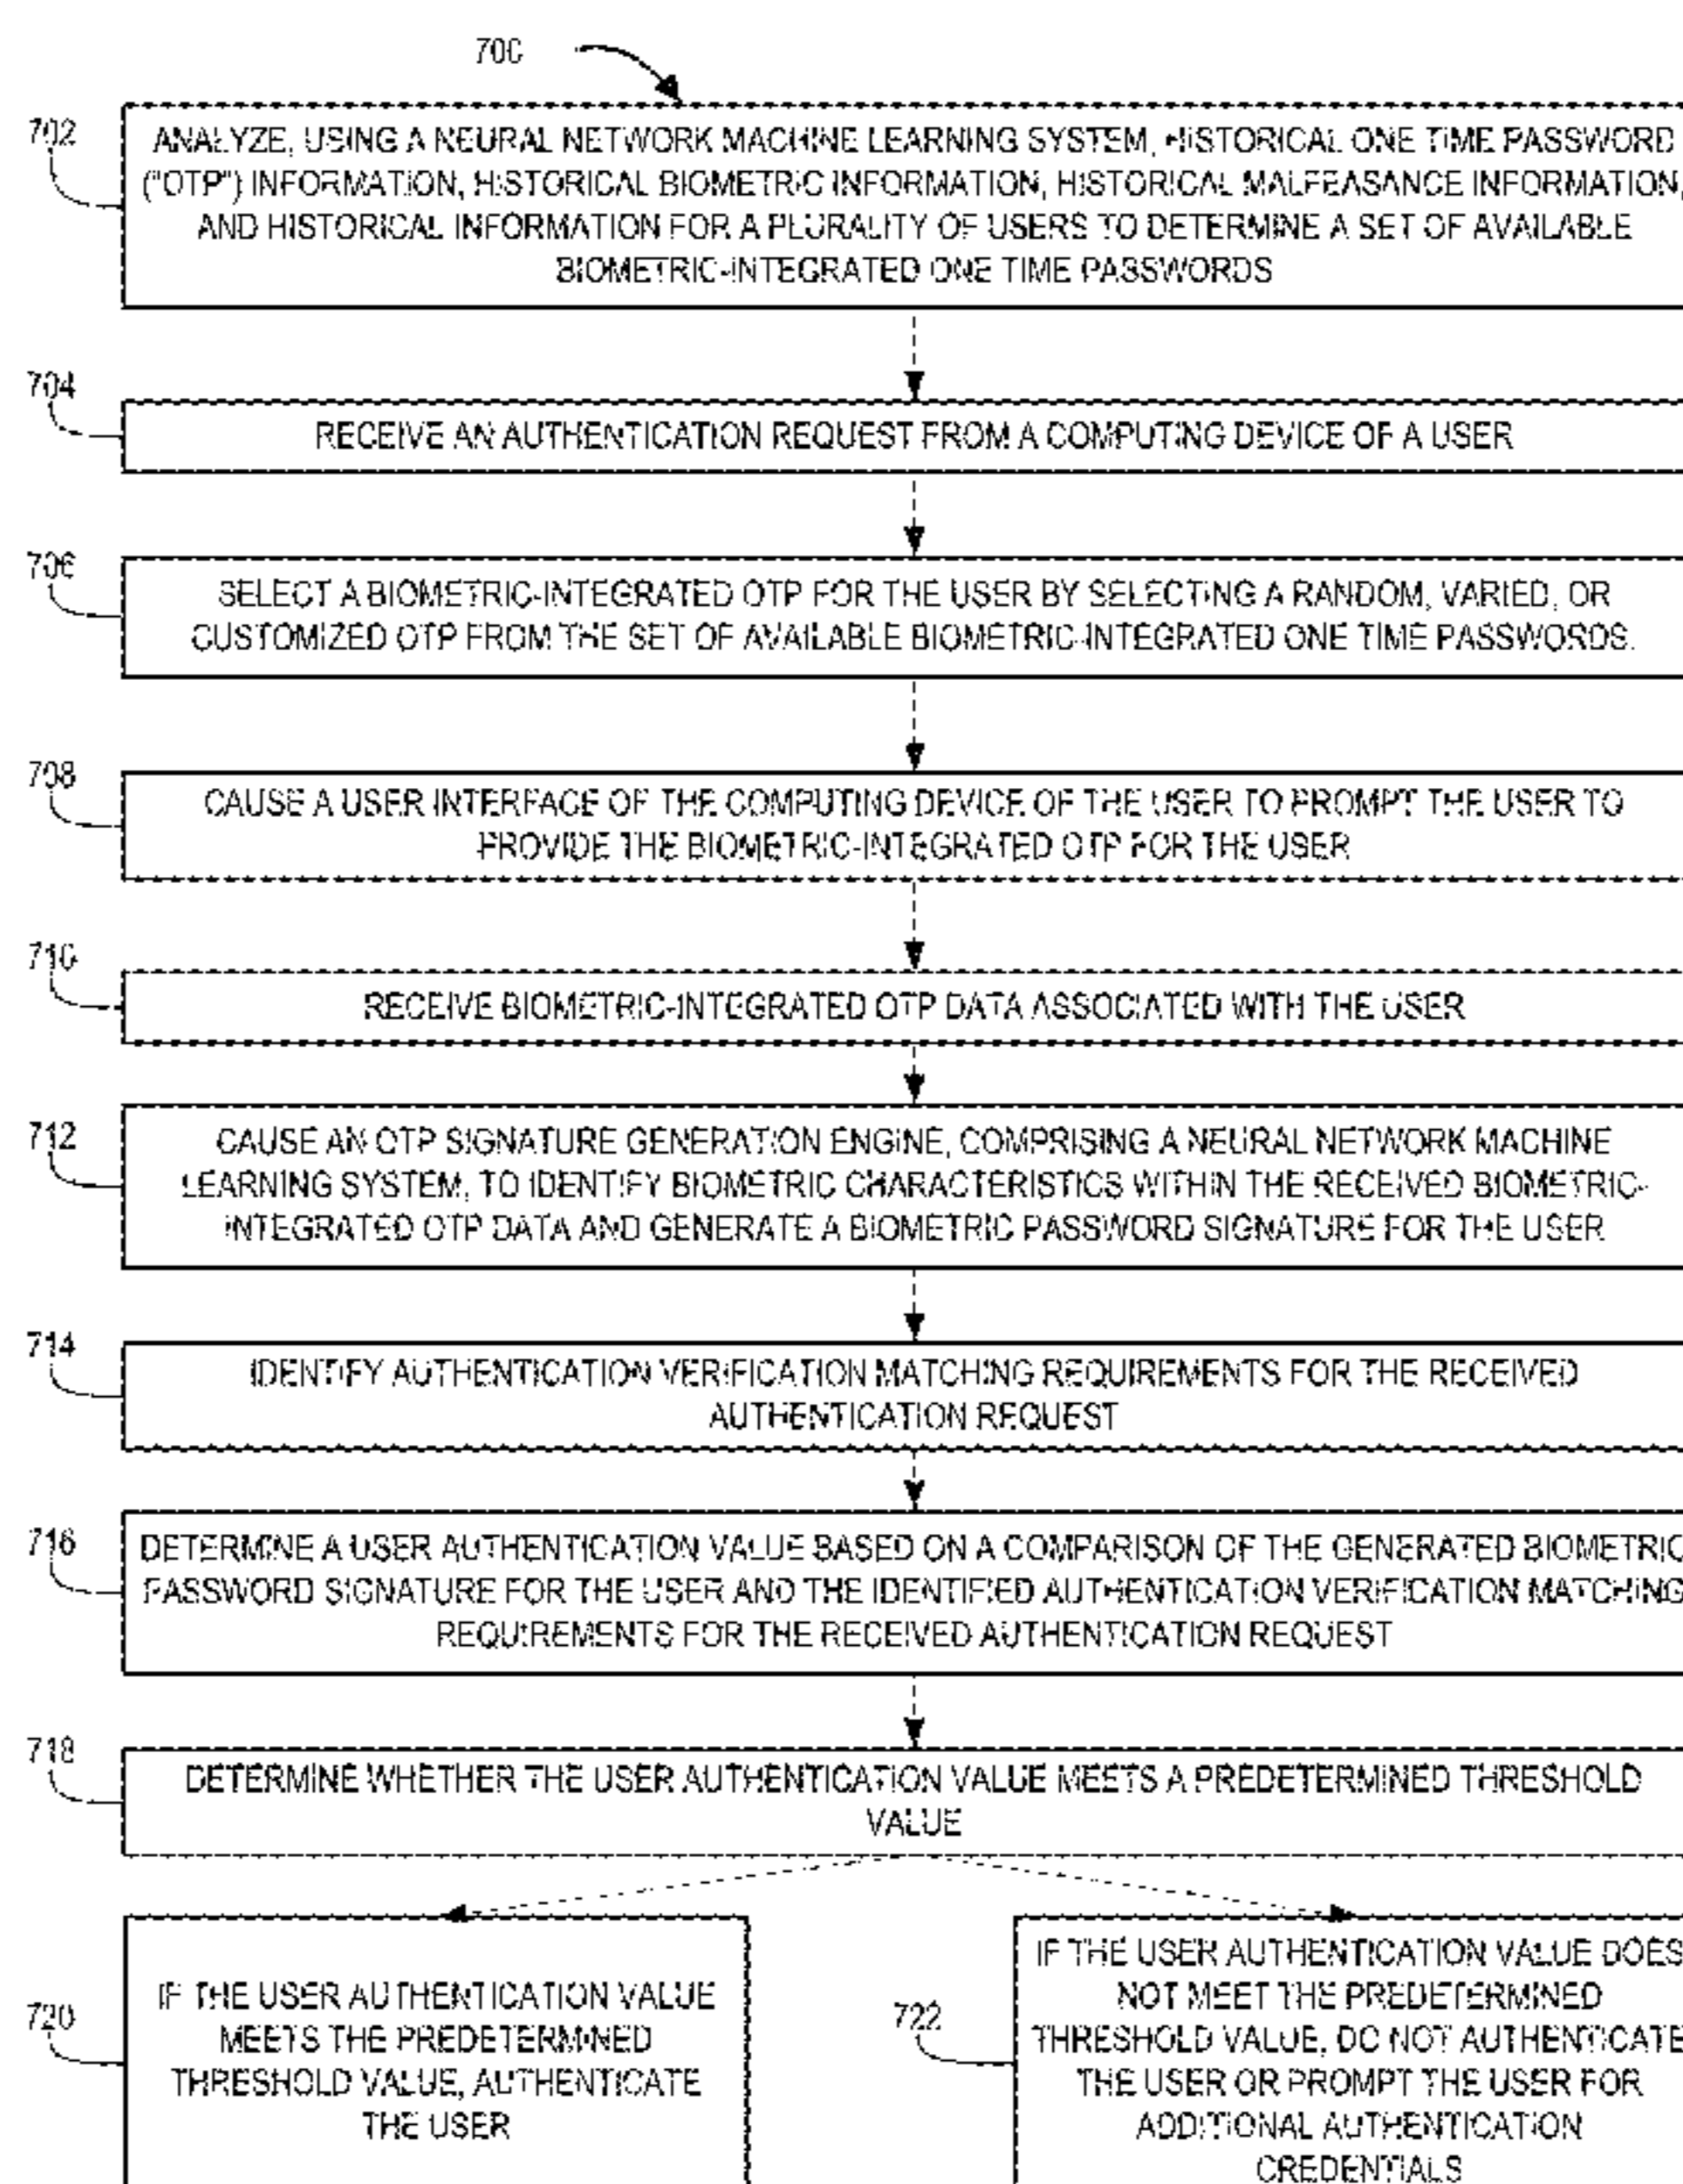 700
702
ANALYZE, USING A NEURAL NETWORK MACHINE LEARNING SYSTEM, HISTORICAL ONE TIME PASSWORD
("OTP") INFORMATION, HISTORICAL BIOMETRIC INFORMATION, HISTORICAL MALFEASANCE INFORMATION,
AND HISTORICAL INFORMATION FOR A PLURALITY OF USERS TO DETERMINE A SET OF AVAILABLE
BIOMETRIC-INTEGRATED ONE TIME PASSWORDS
704
RECEIVE AN AUTHENTICATION REQUEST FROM A COMPUTING DEVICE OF A USER
706
SELECT A BIOMETRIC-INTEGRATED OTP FOR THE USER BY SELECTING A RANDOM, VARIED, OR
CUSTOMIZED OTP FROM THE SET OF AVAILABLE BIOMETRIC-INTEGRATED ONE TIME PASSWORDS.
708
CAUSE A USER INTERFACE OF THE COMPUTING DEVICE OF THE USER TO PROMPT THE USER TO
PROVIDE THE BIOMETRIC-INTEGRATED OTP FOR THE USER
710
RECEIVE BIOMETRIC-INTEGRATED OTP DATA ASSOCIATED WITH THE USER
712
CAUSE AN OTP SIGNATURE GENERATION ENGINE, COMPRISING A NEURAL NETWORK MACHINE
LEARNING SYSTEM, TO IDENTIFY BIOMETRIC CHARACTERISTICS WITHIN THE RECEIVED BIOMETRIC-
INTEGRATED OTP DATA AND GENERATE A BIOMETRIC PASSWORD SIGNATURE FOR THE USER
714
IDENTIFY AUTHENTICATION VERIFICATION MATCHING REQUIREMENTS FOR THE RECEIVED
AUTHENTICATION REQUEST
716
DETERMINE A USER AUTHENTICATION VALUE BASED ON A COMPARISON OF THE GENERATED BIOMETRIC
PASSWORD SIGNATURE FOR THE USER AND THE IDENTIFIED AUTHENTICATION VERIFICATION MATCHING
REQUIREMENTS FOR THE RECEIVED AUTHENTICATION REQUEST
718
DETERMINE WHETHER THE USER AUTHENTICATION VALUE MEETS A PREDETERMINED THRESHOLD
VALUE
720
IF THE USER AUTHENTICATION VALUE
MEETS THE PREDETERMINED
THRESHOLD VALUE, AUTHENTICATE
THE USER
722
IF THE USER AUTHENTICATION VALUE DOES
NOT MEET THE PREDETERMINED
THRESHOLD VALUE, DO NOT AUTHENTICATE
THE USER OR PROMPT THE USER FOR
ADDITIONAL AUTHENTICATION
CREDENTIALS